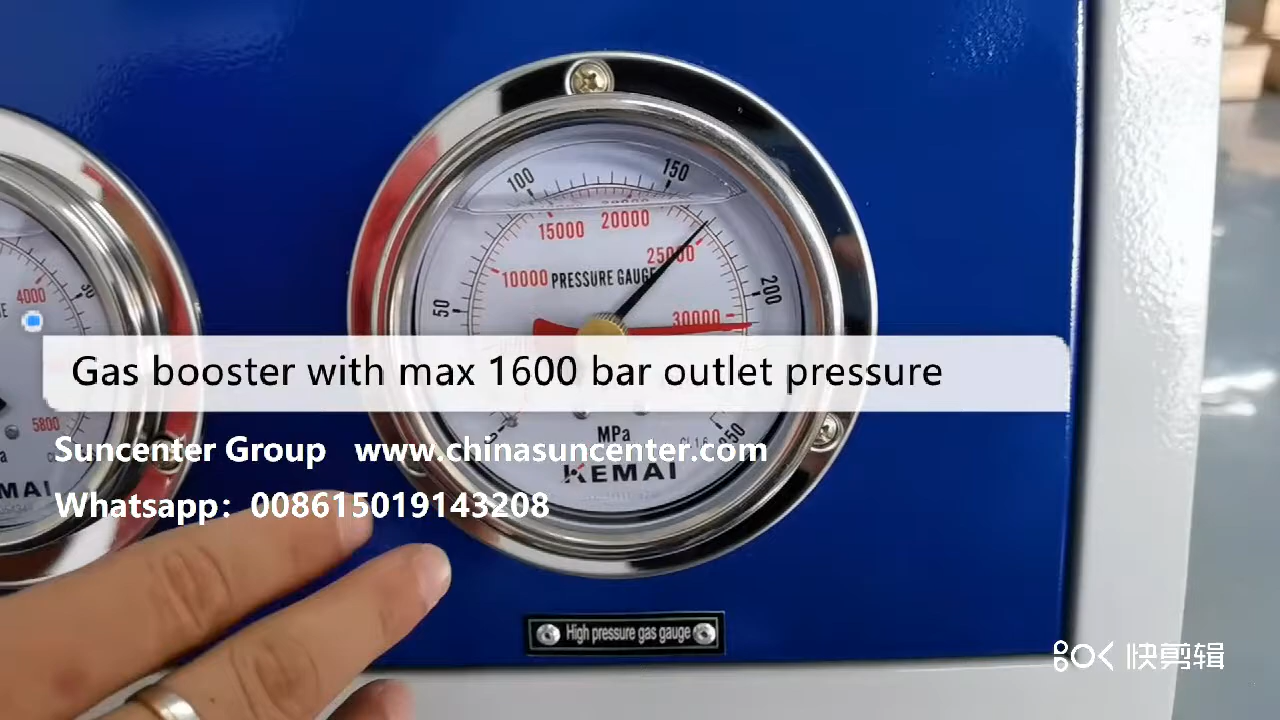 100
150
15000 20000
25000
10000 PRESSURE GAUGE
50
200
30000
4000
Gas booster with max 1600 bar outlet pressure
5800
MPa
250
KEMAI
Suncenter Group www.chinasuncenter.com
Whatsapp: 008615019143208
High pressure gas gauge
快剪辑